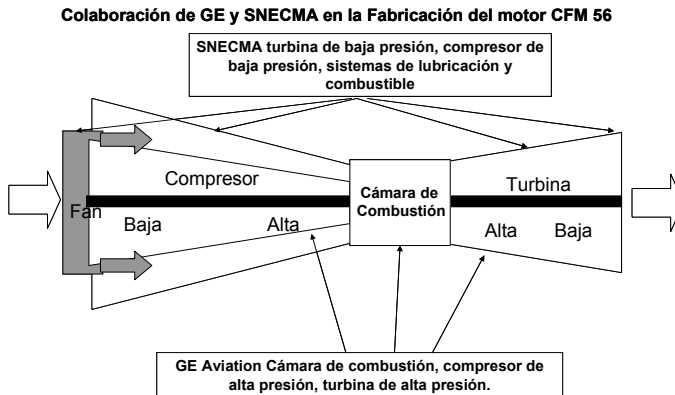 Colaboración de GE y SNECMA en la Fabricación del motor CFM 56
SNECMA turbina de baja presión, compresor de
baja presión, sistemas de lubricación y
combustible
Compresor
Cámara de
Combustión
Turbina
Fan
Baja
Alta
Alta
Baja
GE Aviation Cámara de combustión, compresor de
alta presión, turbina de alta presión.